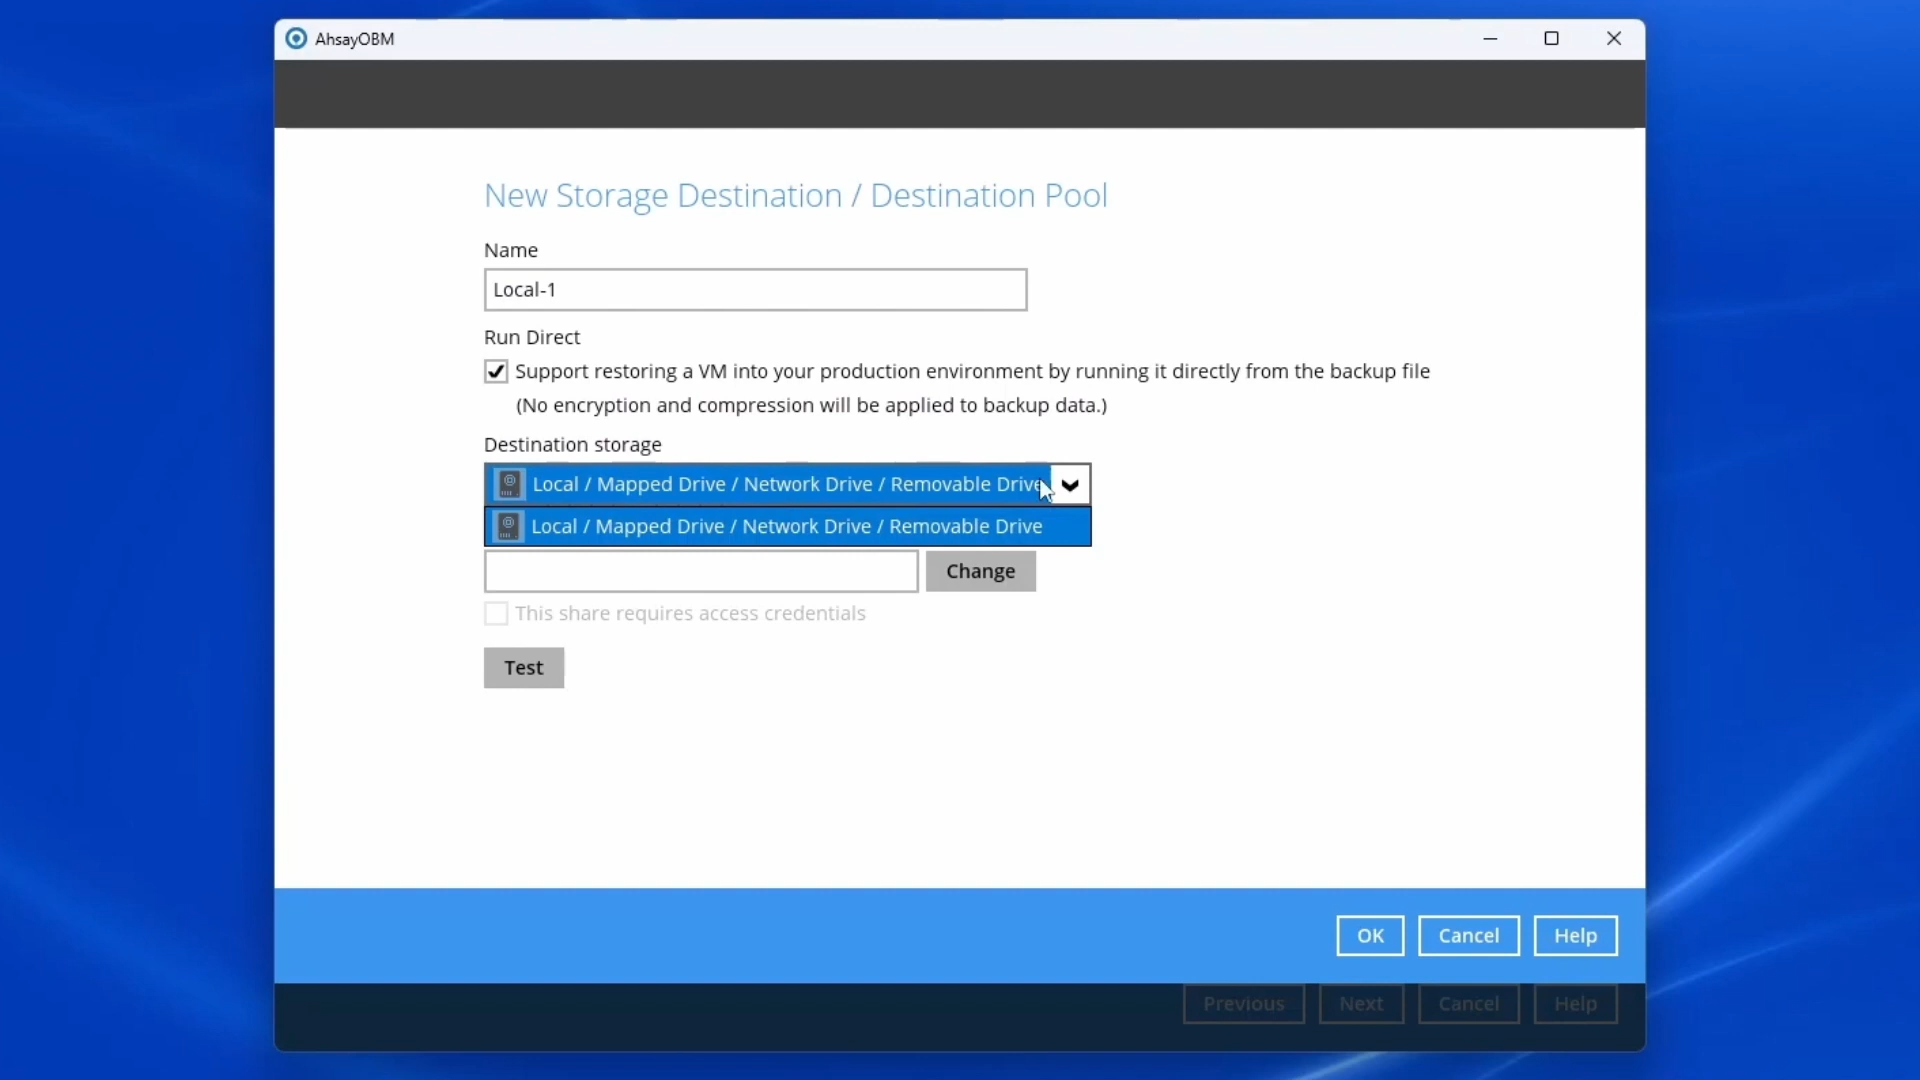 AhsayOBM
New Storage Destination / Destination Pool
Name
Local-1
Run Direct
Support restoring a VM into your production environment by running it directly from the backup file
(No encryption and compression will be applied to backup data.)
Destination storage
Local / Mapped Drive / Network Drive / Removable Drive
Local / Mapped Drive / Network Drive / Removable Drive
Change
This share requires access credentials
Test
OK Cancel Help
Previous Next Cancel Help